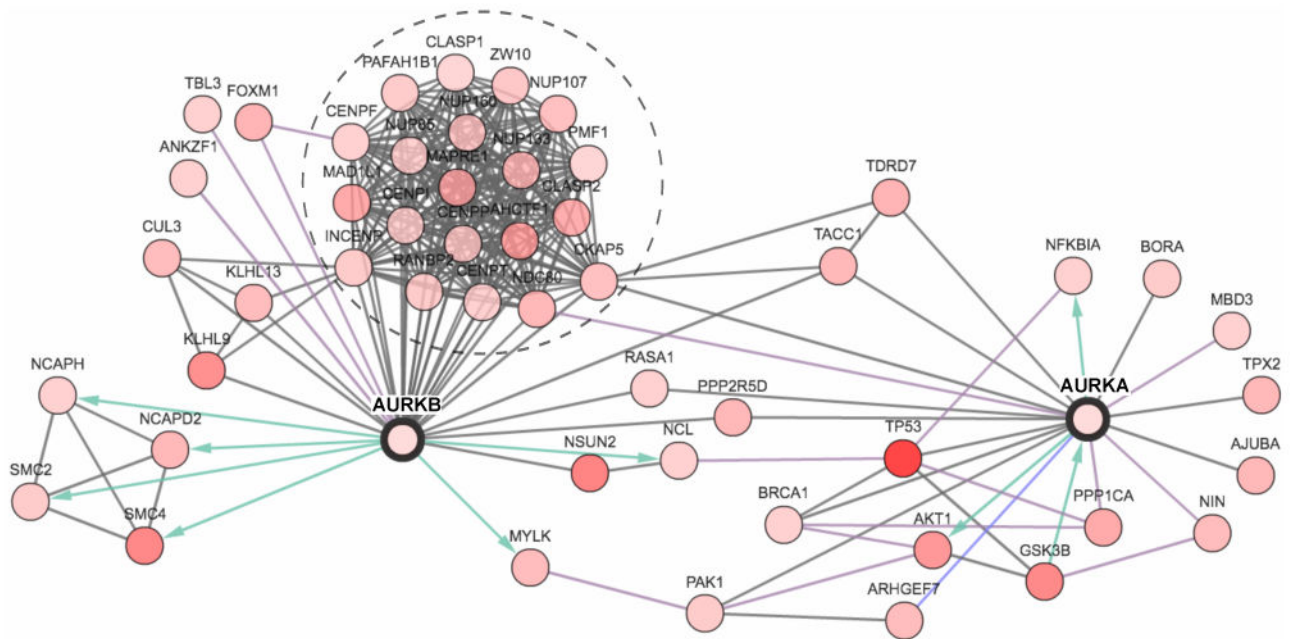 CLASP1
PAFAH1B1
ZW10
TBL3
FOXM1
NUP107
NUP160
CENPF
NUP85
NUP133
PMF1
ANKZF1
MAPRE1
MAD1L1
CENPI
CLASP2
TDRD7
CENPP
AHCTF1
CUL3
INCENP
CKAP5
TACC1
NFKBIA
BORA
KLHL13
RANBP2
CENPT
NDC80
MBD3
KLHL9
NCAPH
RASA1
TPX2
PPP2R5D
AURKB
AURKA
NCAPD2
NSUN2
NCL
TP53
AJUBA
SMC2
BRCA1
PPP1CA
NIN
SMC4
AKT1
MYLK
GSK3B
PAK1
ARHGEF7